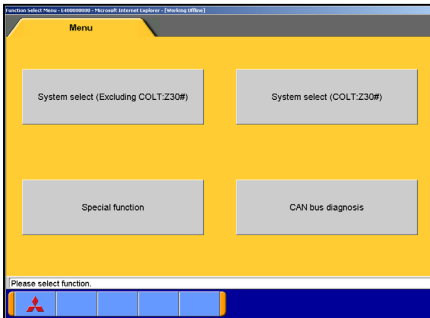 Function Select Menu - E400000000 - Microsoft Internet Explorer - [Working Offline]
Menu
System select (Excluding COLT:Z30#)
System select (COLT:Z30#)
Special function
CAN bus diagnosis
Please select function.